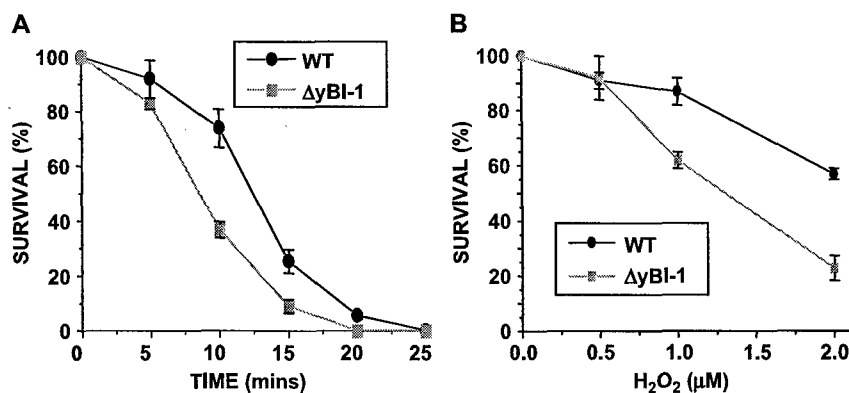 A
SURVIVAL (%)
100
80
60
40
20
0
0
5
10
15
20
25
TIME (mins)
WT
ΔyBI-1
B
SURVIVAL (%)
100
80
60
40
20
0
0.0
0.5
1.0
1.5
2.0
H₂O₂ (μM)
WT
ΔyBI-1